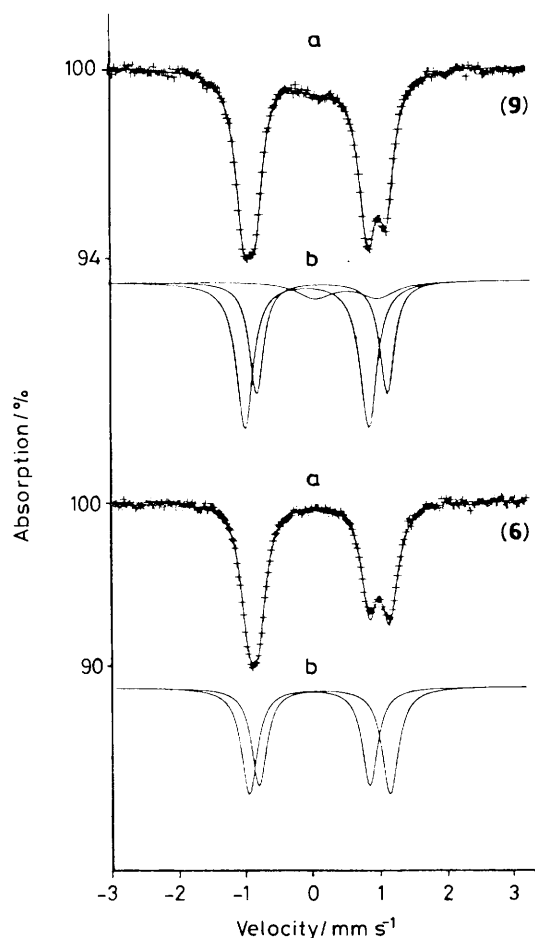 a
100
(9)
94
b
Absorption/%
a
100
(6)
90
b
-3 -2 -1 0 1 2 3
Velocity/mm s⁻¹